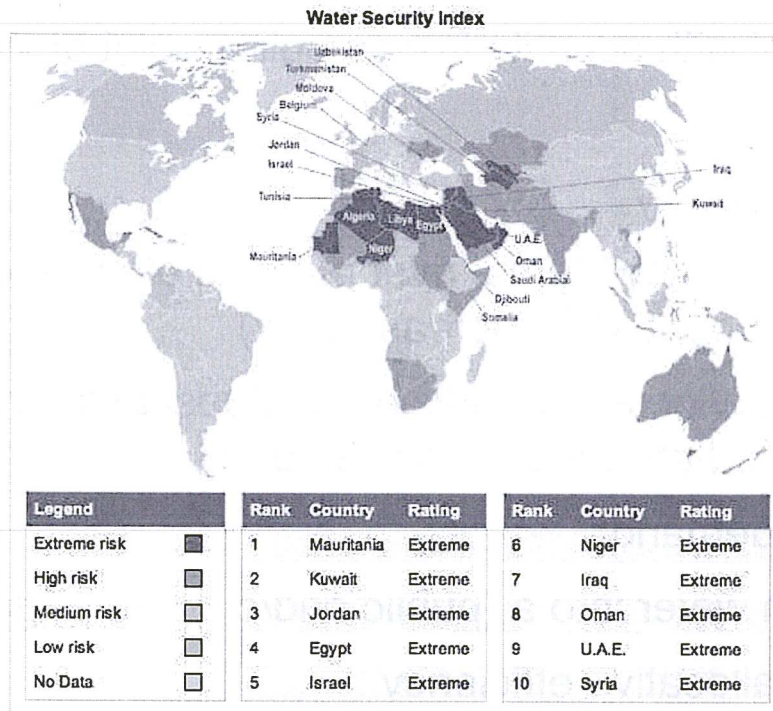 Water Security Index
Uzbekistan
Turkmenistan
Moldova
Belgium
Syria
Jordan
Israel
Tunisia
Algeria
Libya
Egypt
Niger
Mauritania
Iraq
Kuwait
U.A.E.
Oman
Saudi Arabia
Djibouti
Somalia
Legend
Extreme risk
High risk
Medium risk
Low risk
No Data
Rank Country Rating
1 Mauritania Extreme
2 Kuwait Extreme
3 Jordan Extreme
4 Egypt Extreme
5 Israel Extreme
Rank Country Rating
6 Niger Extreme
7 Iraq Extreme
8 Oman Extreme
9 U.A.E. Extreme
10 Syria Extreme